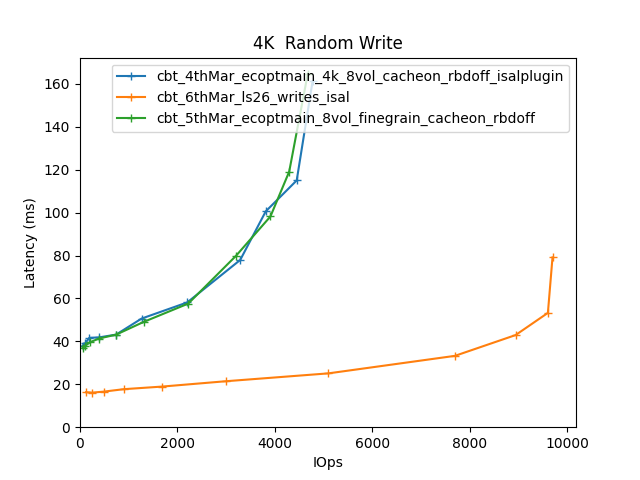 4K  Random Write
cbt_4thMar_ecoptmain_4k_8vol_cacheon_rbdoff_isalplugin
cbt_6thMar_ls26_writes_isal
cbt_5thMar_ecoptmain_8vol_finegrain_cacheon_rbdoff
Latency (ms)
160
140
120
100
80
60
40
20
0
0 2000 4000 6000 8000 10000
IOps